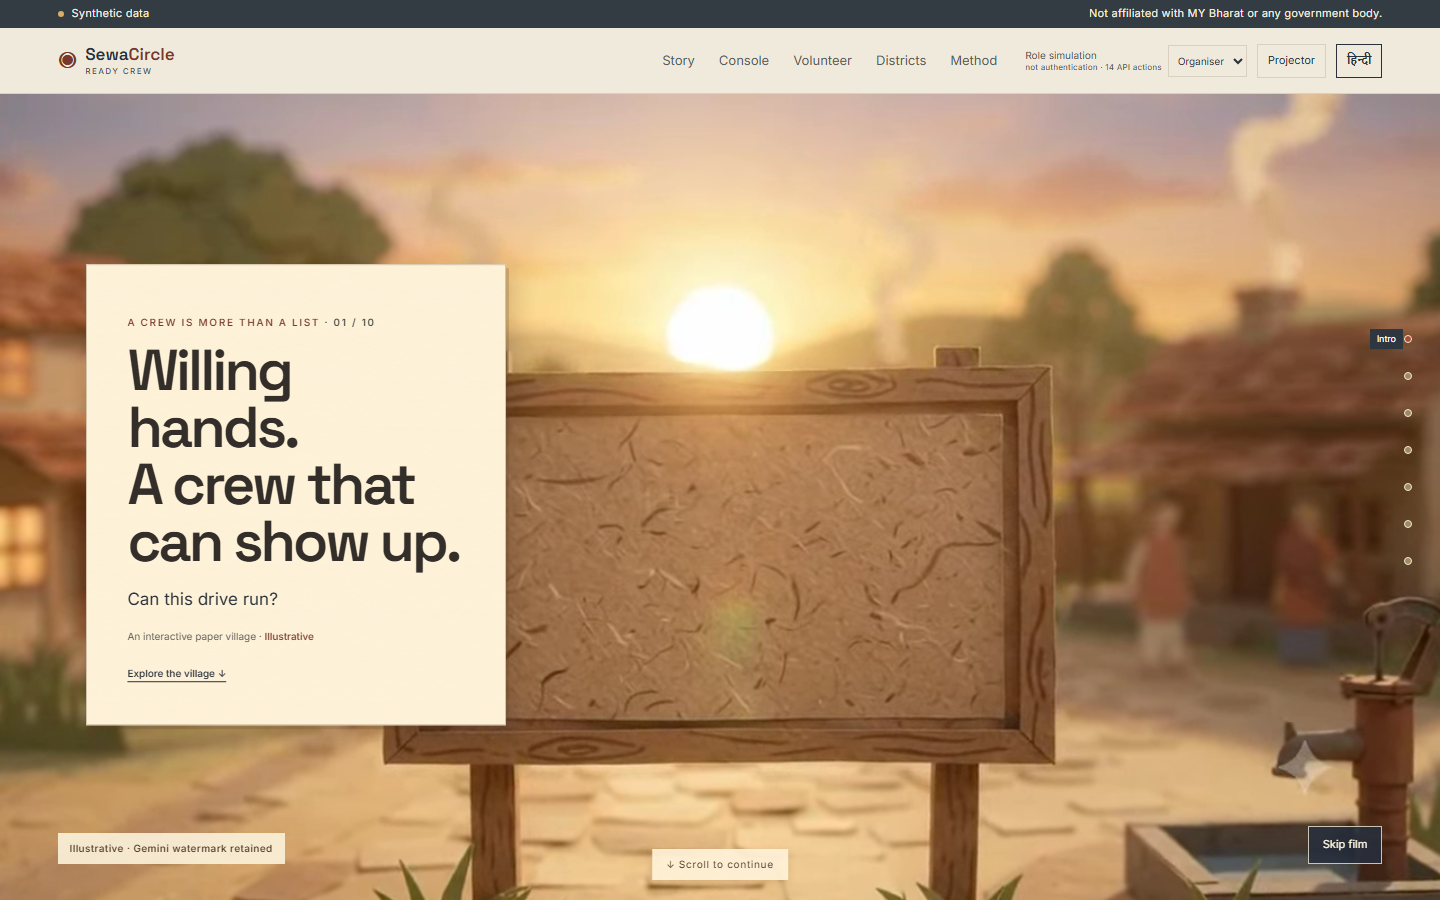 Synthetic data
Not affiliated with MY Bharat or any government body.
SewaCircle
READY CREW
Story
Console
Volunteer
Districts
Method
Role simulation
not authentication · 14 API actions
Organiser
Projector
हिन्दी
A CREW IS MORE THAN A LIST · 01 / 10
Willing
hands.
A crew that
can show up.
Can this drive run?
An interactive paper village · Illustrative
Explore the village ↓
Intro
Illustrative · Gemini watermark retained
↓ Scroll to continue
Skip film